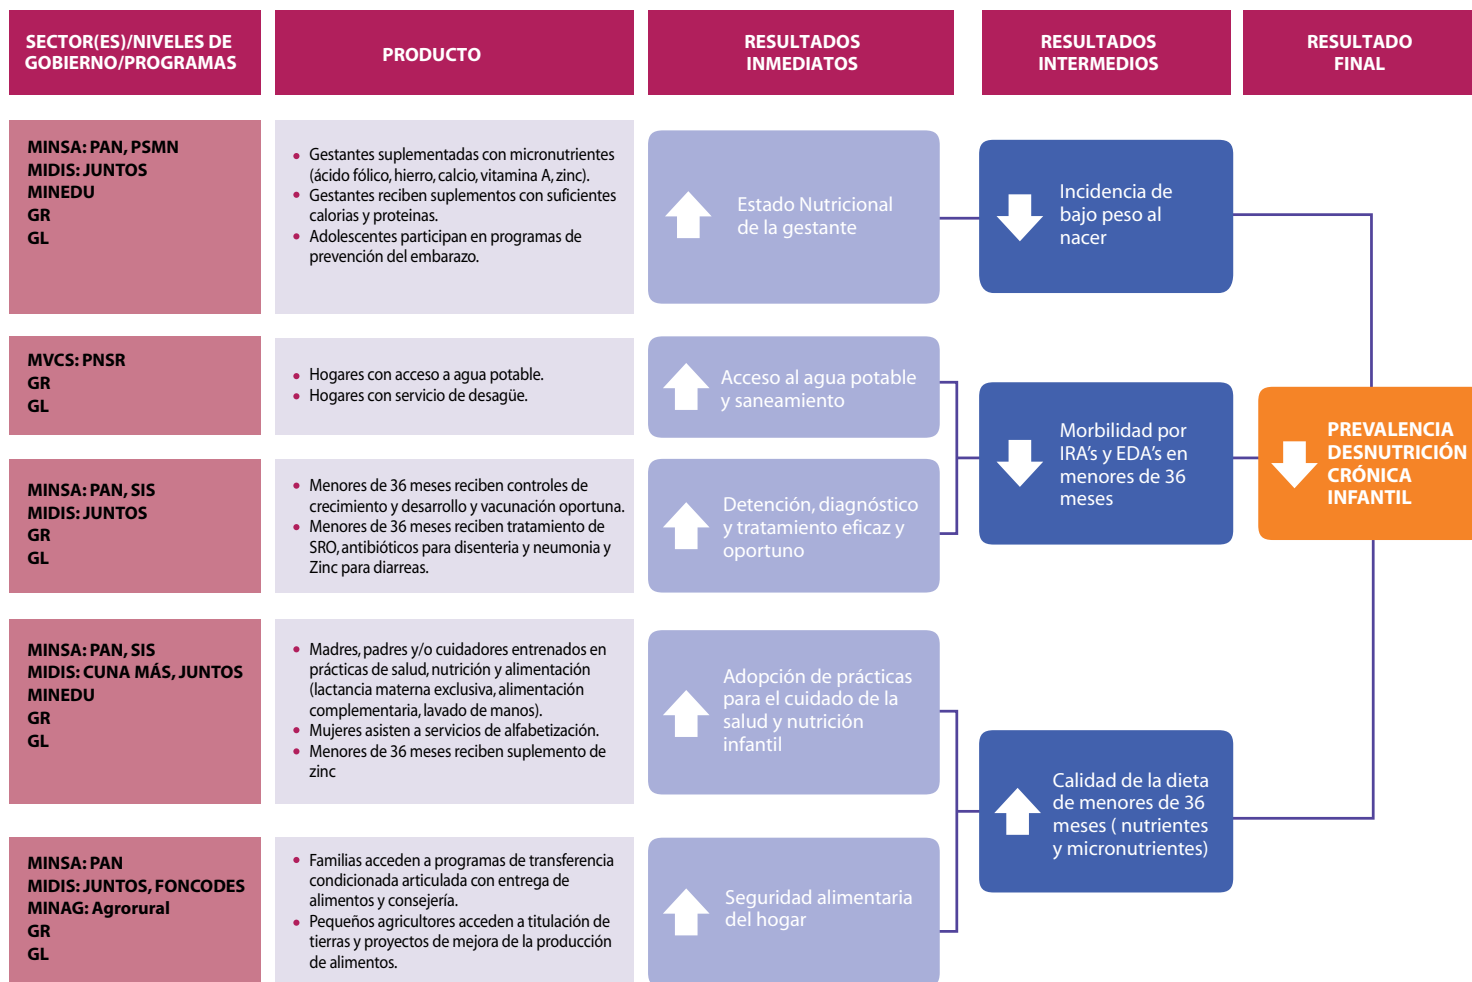 SECTOR(ES)/NIVELES DE
GOBIERNO/PROGRAMAS
PRODUCTO
RESULTADOS
INMEDIATOS
RESULTADOS
INTERMEDIOS
RESULTADO
FINAL
MINSA: PAN, PSMN
MIDIS: JUNTOS
MINEDU
GR
GL
• Gestantes suplementadas con micronutrientes
(ácido fólico, hierro, calcio, vitamina A, zinc).
• Gestantes reciben suplementos con suficientes
calorias y proteinas.
• Adolescentes participan en programas de
prevención del embarazo.
Estado Nutricional
de la gestante
Incidencia de
bajo peso al
nacer
MVCS: PNSR
GR
GL
• Hogares con acceso a agua potable.
• Hogares con servicio de desagüe.
Acceso al agua potable
y saneamiento
Morbilidad por
IRA's y EDA's en
menores de 36
meses
PREVALENCIA
DESNUTRICIÓN
CRÓNICA
INFANTIL
MINSA: PAN, SIS
MIDIS: JUNTOS
GR
GL
• Menores de 36 meses reciben controles de
crecimiento y desarrollo y vacunación oportuna.
• Menores de 36 meses reciben tratamiento de
SRO, antibióticos para disenteria y neumonia y
Zinc para diarreas.
Detención, diagnóstico
y tratamiento eficaz y
oportuno
MINSA: PAN, SIS
MIDIS: CUNA MÁS, JUNTOS
MINEDU
GR
GL
• Madres, padres y/o cuidadores entrenados en
prácticas de salud, nutrición y alimentación
(lactancia materna exclusiva, alimentación
complementaria, lavado de manos).
• Mujeres asisten a servicios de alfabetización.
• Menores de 36 meses reciben suplemento de
zinc
Adopción de prácticas
para el cuidado de la
salud y nutrición
infantil
Calidad de la dieta
de menores de 36
meses ( nutrientes
y micronutrientes)
MINSA: PAN
MIDIS: JUNTOS, FONCODES
MINAG: Agrorural
GR
GL
• Familias acceden a programas de transferencia
condicionada articulada con entrega de
alimentos y consejería.
• Pequeños agricultores acceden a titulación de
tierras y proyectos de mejora de la producción
de alimentos.
Seguridad alimentaria
del hogar